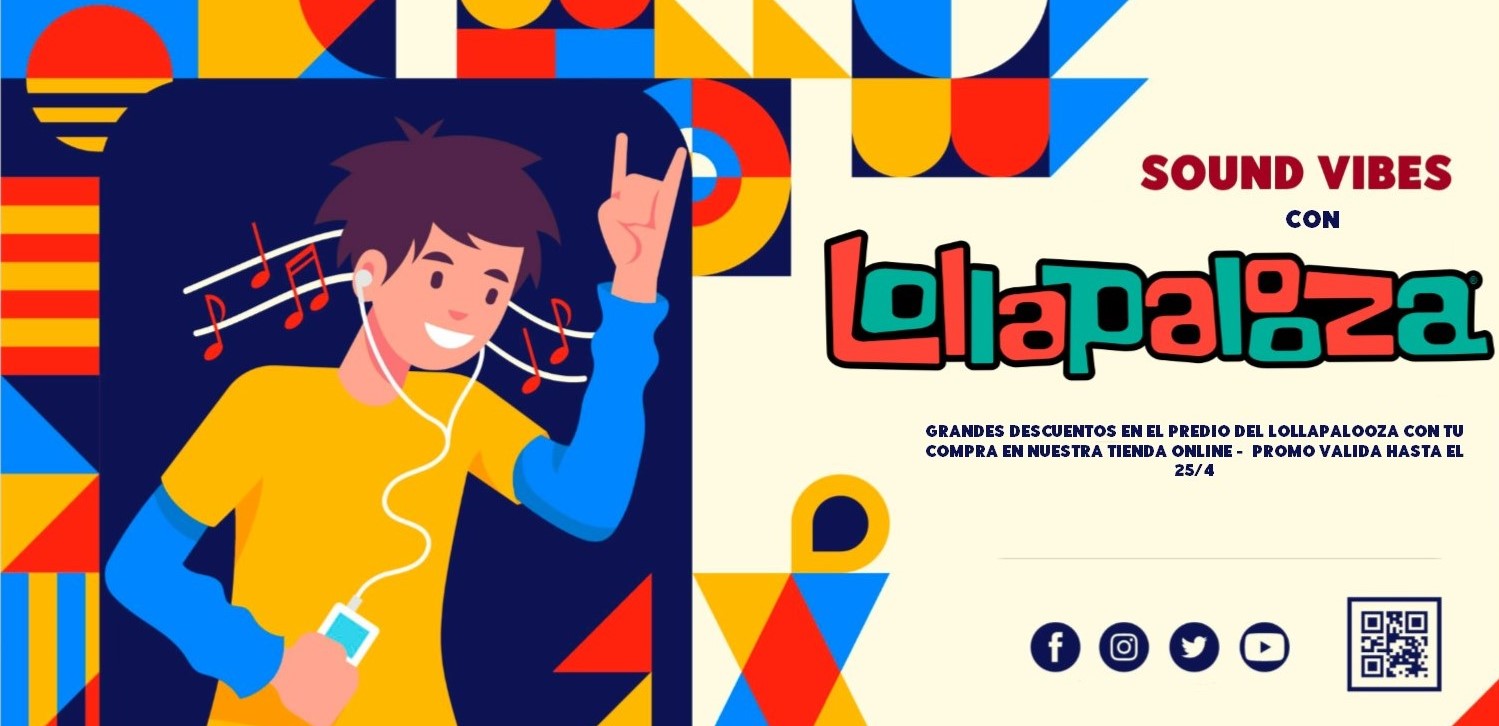 SOUND VIBES
CON
Lollapalooza®
GRANDES DESCUENTOS EN EL PREDIO DEL LOLLAPALOOZA CON TU
COMPRA EN NUESTRA TIENDA ONLINE - PROMO VALIDA HASTA EL
25/4